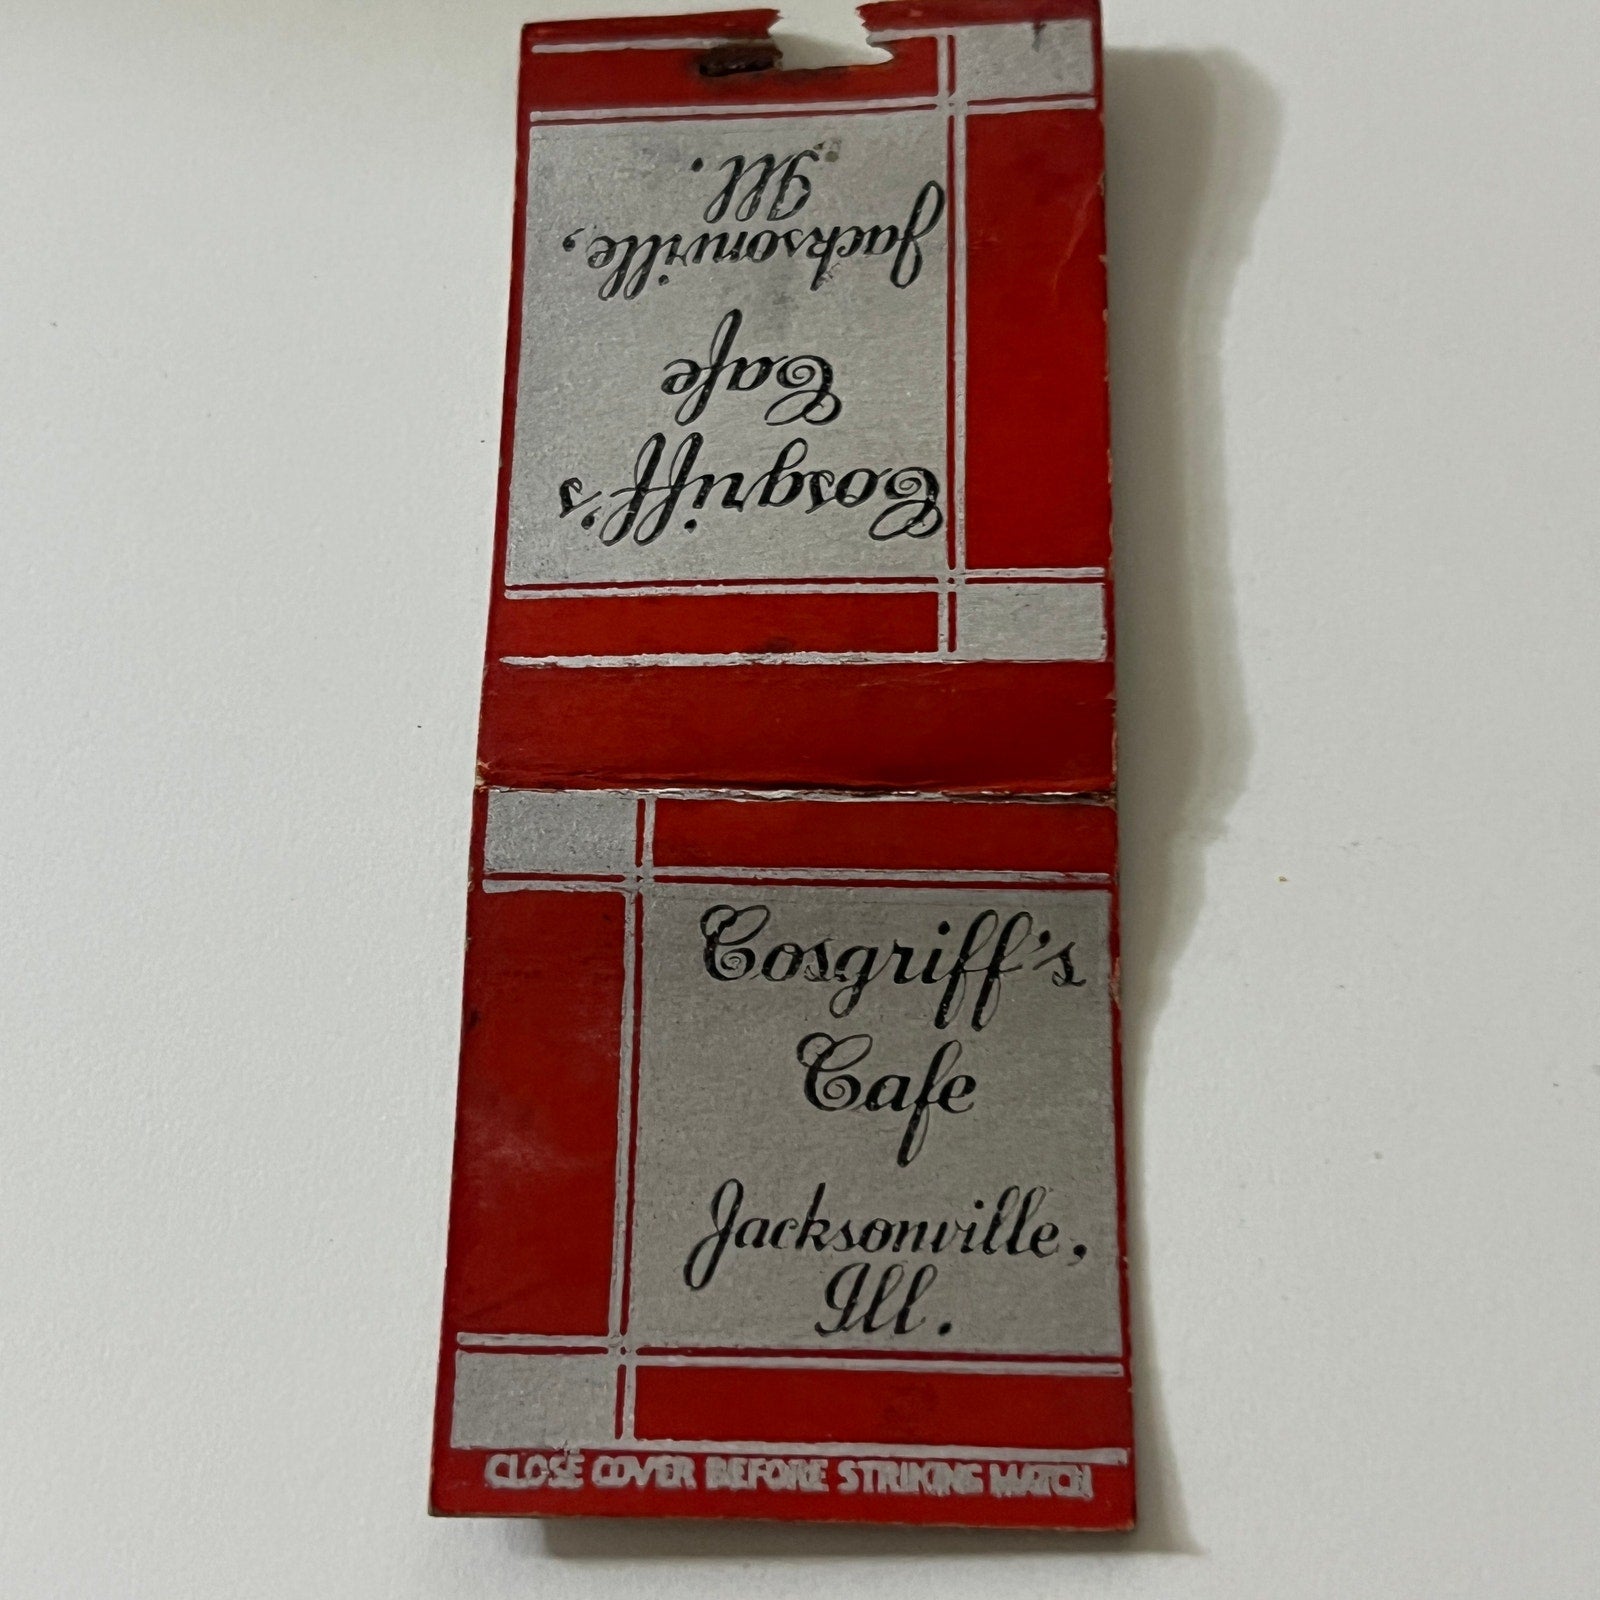 Cosgriff's
Cafe
Jacksonville,
Ill.
Cosgriff's
Cafe
Jacksonville,
Ill.
CLOSE COVER BEFORE STRIKING MATCH